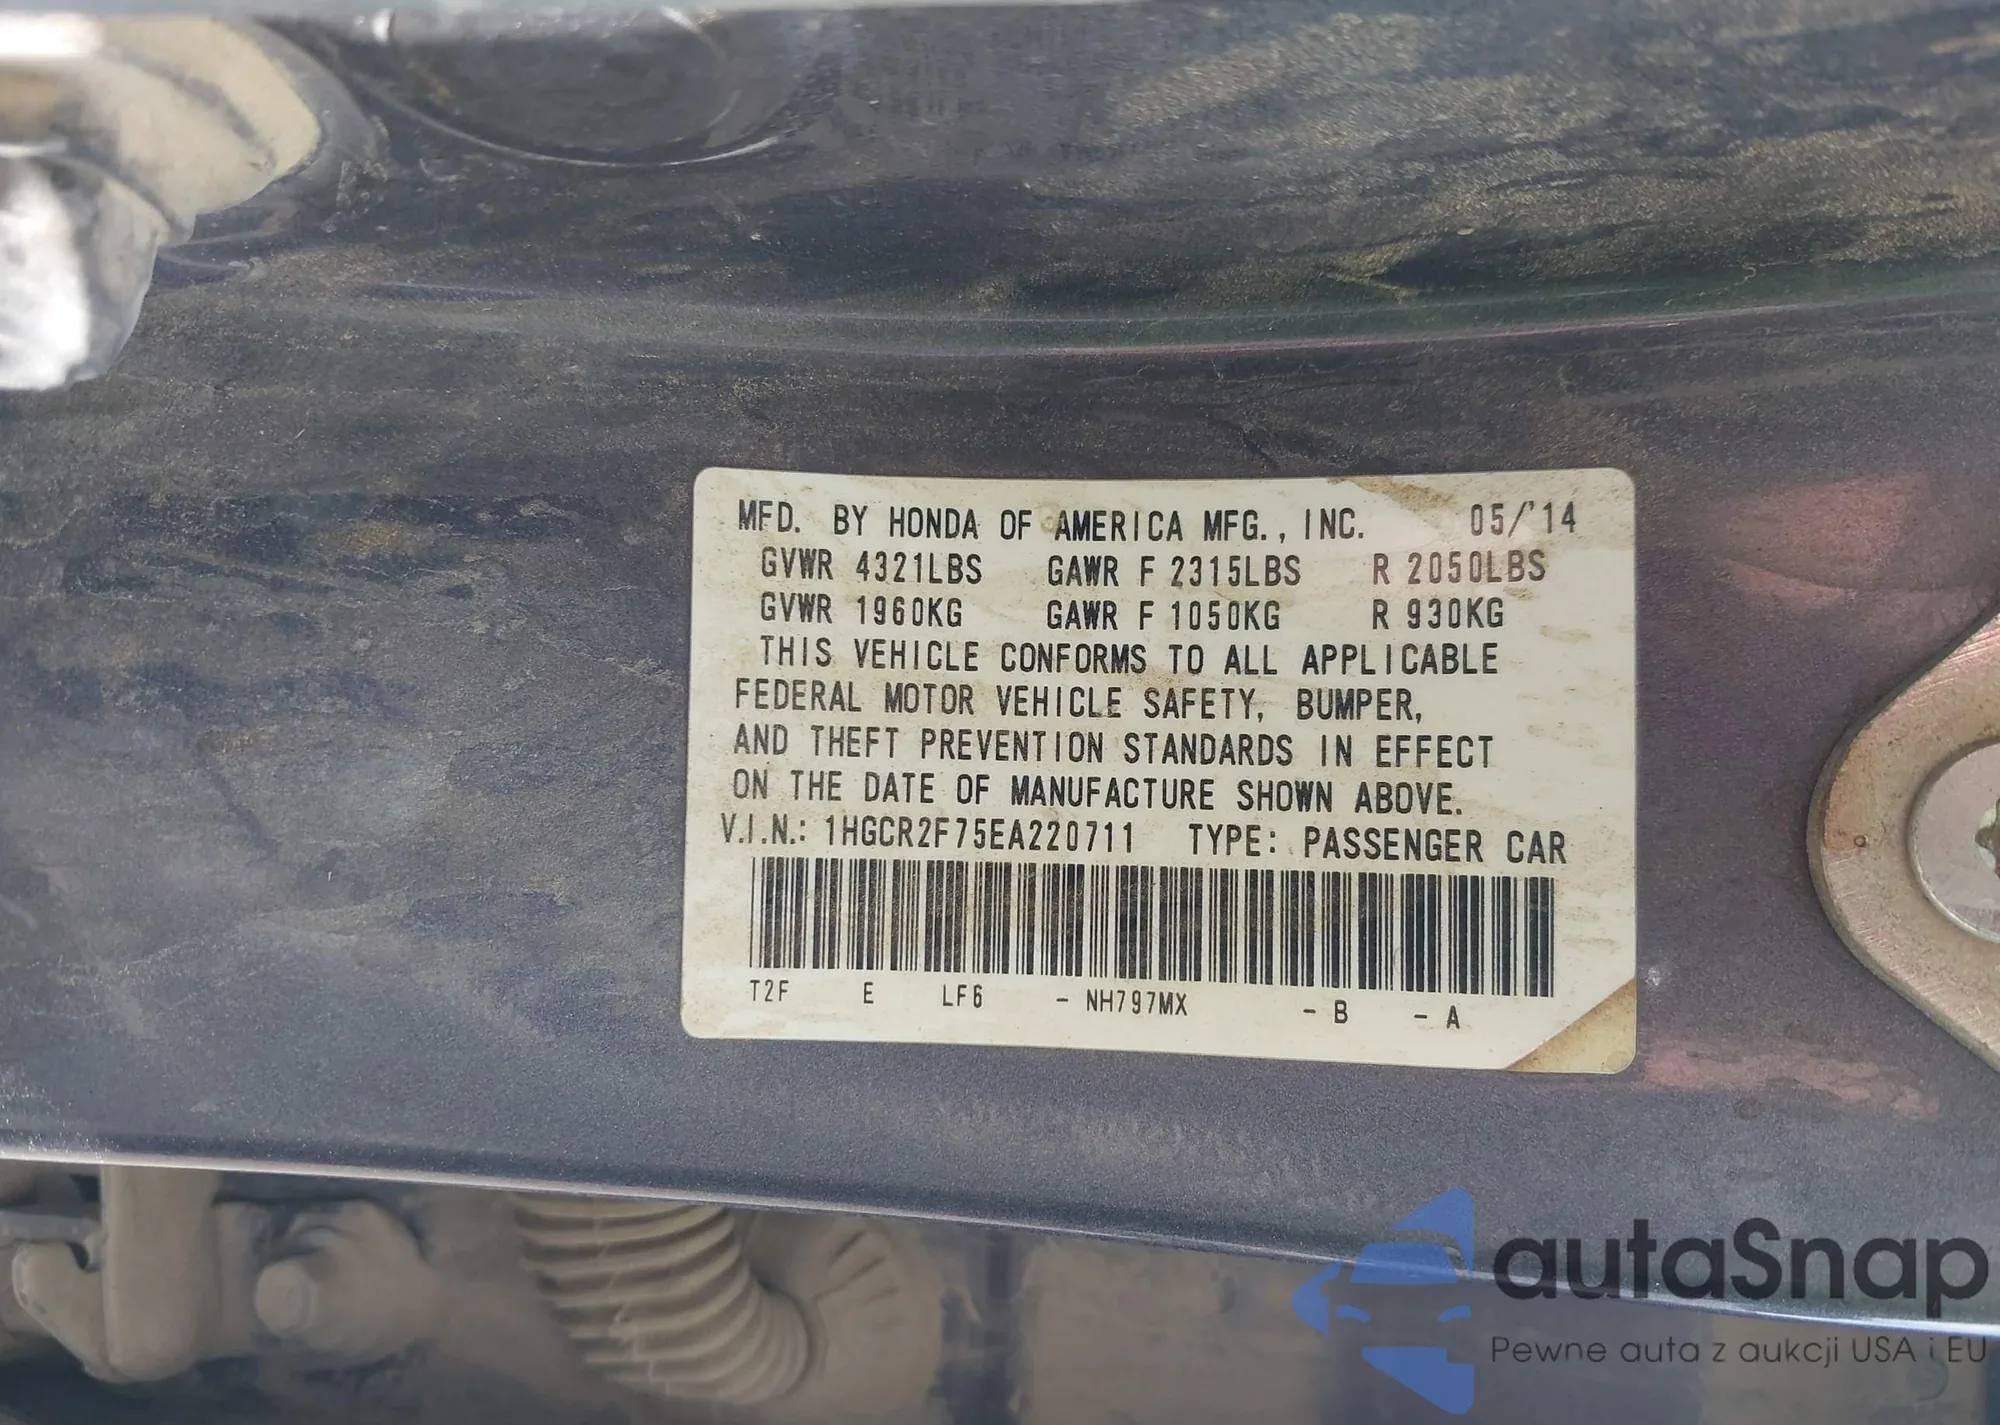 MFD. BY HONDA OF AMERICA MFG., INC. 05/'14
GVWR 4321LBS GAWR F 2315LBS R 2050LBS
GVWR 1960KG GAWR F 1050KG R 930KG
THIS VEHICLE CONFORMS TO ALL APPLICABLE
FEDERAL MOTOR VEHICLE SAFETY, BUMPER,
AND THEFT PREVENTION STANDARDS IN EFFECT
ON THE DATE OF MANUFACTURE SHOWN ABOVE.
V.I.N.: 1HGCR2F75EA220711 TYPE: PASSENGER CAR
T2F E LF6 - NH797MX - B - A
autaSnap
Pewne auta z aukcji USA i EU